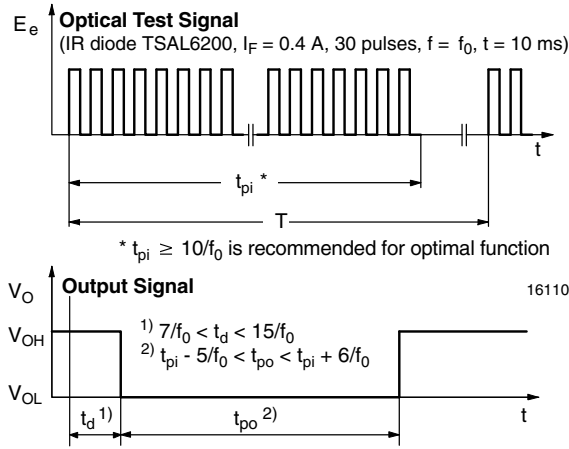 E_e Optical Test Signal
(IR diode TSAL6200, I_F = 0.4 A, 30 pulses, f = f_0, t = 10 ms)
t
t_pi *
T
* t_pi ≥ 10/f_0 is recommended for optimal function
V_O Output Signal 16110
V_OH
1) 7/f_0 < t_d < 15/f_0
2) t_pi - 5/f_0 < t_po < t_pi + 6/f_0
V_OL
t_d 1) t_po 2) t